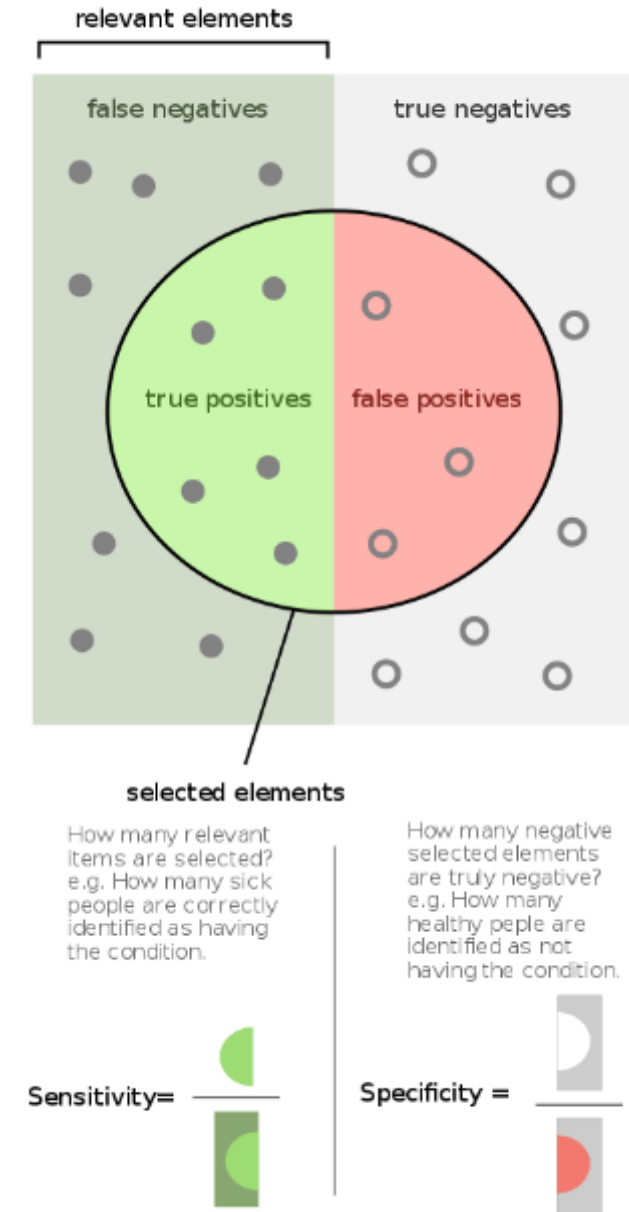 relevant elements
false negatives
true negatives
true positives
false positives
selected elements
How many relevant
items are selected?
e.g. How many sick
people are correctly
identified as having
the condition.
How many negative
selected elements
are truly negative?
e.g. How many
healthy peple are
identified as not
having the condition.
Sensitivity=
Specificity =